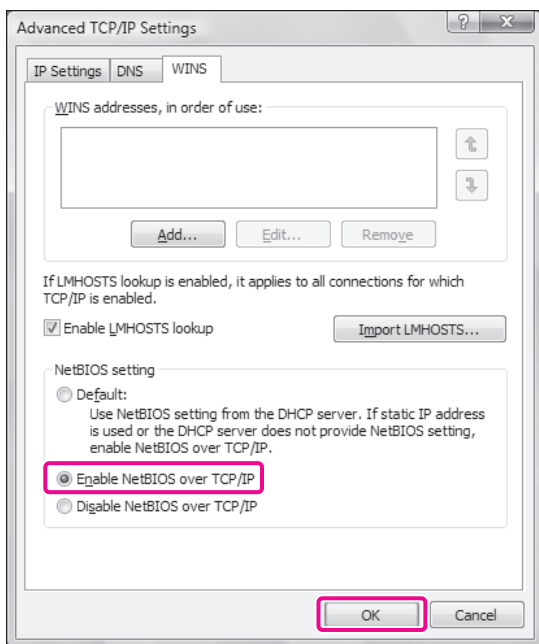 Advanced TCP/IP Settings
?
X
IP Settings
DNS
WINS
WINS addresses, in order of use:
Add...
Edit...
Remove
If LMHOSTS lookup is enabled, it applies to all connections for which
TCP/IP is enabled.
Enable LMHOSTS lookup
Import LMHOSTS...
NetBIOS setting
Default:
Use NetBIOS setting from the DHCP server. If static IP address
is used or the DHCP server does not provide NetBIOS setting,
enable NetBIOS over TCP/IP.
Enable NetBIOS over TCP/IP
Disable NetBIOS over TCP/IP
OK
Cancel